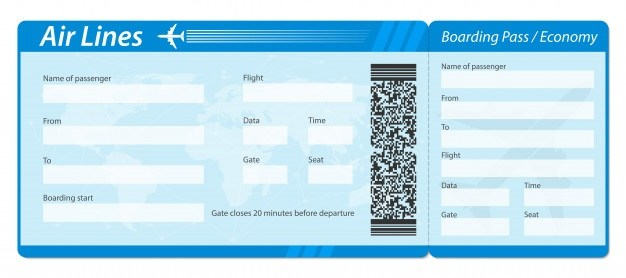 Air Lines
Name of passenger
Flight
From
Data Time
To
Gate Seat
Boarding start
Gate closes 20 minutes before departure
Boarding Pass / Economy
Name of passenger
From
To
Flight
Data Time
Gate Seat